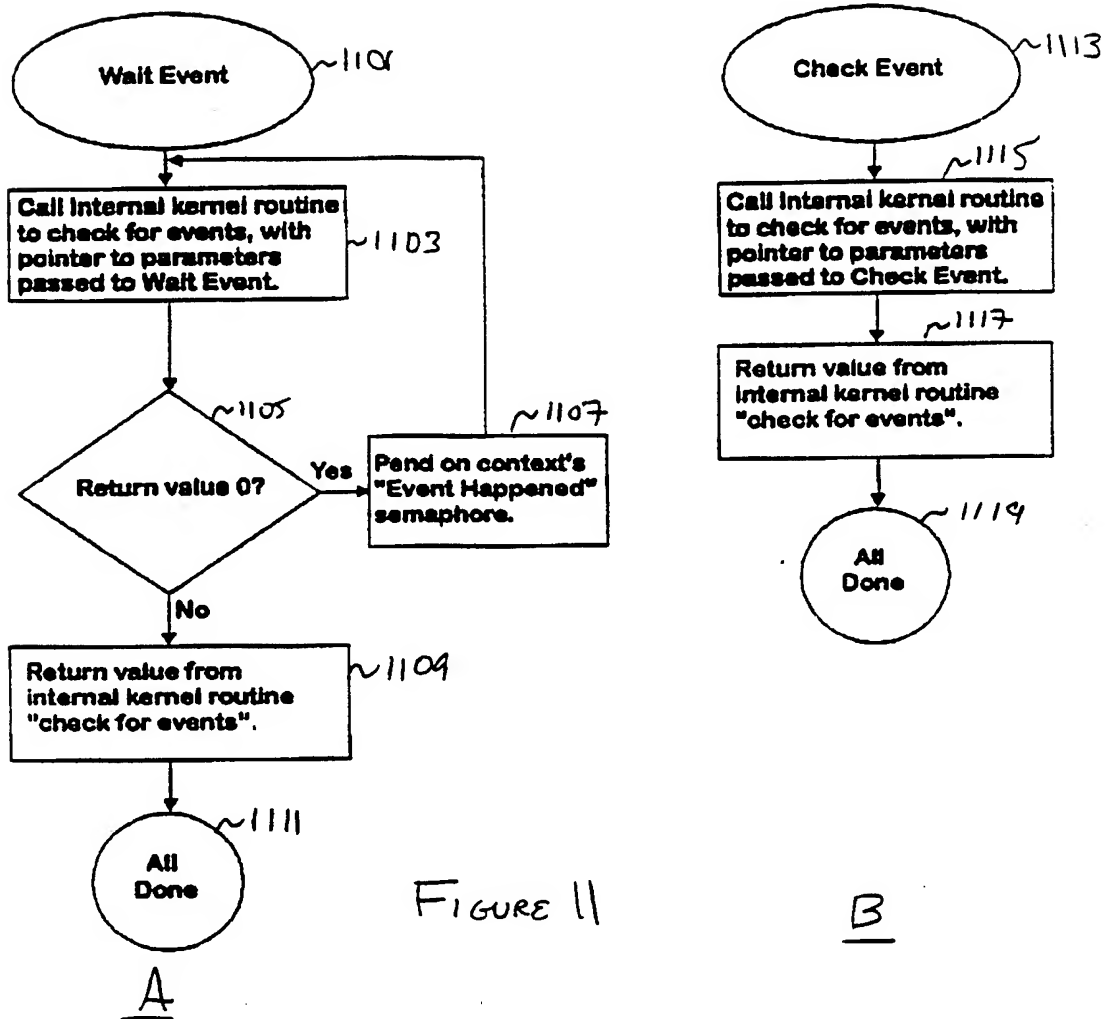 Wait Event
~1101
Call internal kernel routine
to check for events, with
pointer to parameters
passed to Wait Event.
~1103
Return value 0?
~1105
Yes
Pend on context's
"Event Happened"
semaphore.
~1107
No
Return value from
internal kernel routine
"check for events".
~1109
All
Done
~1111
A
Check Event
~1113
Call internal kernel routine
to check for events, with
pointer to parameters
passed to Check Event.
~1115
Return value from
internal kernel routine
"check for events".
~1117
All
Done
~1119
B
FIGURE 11